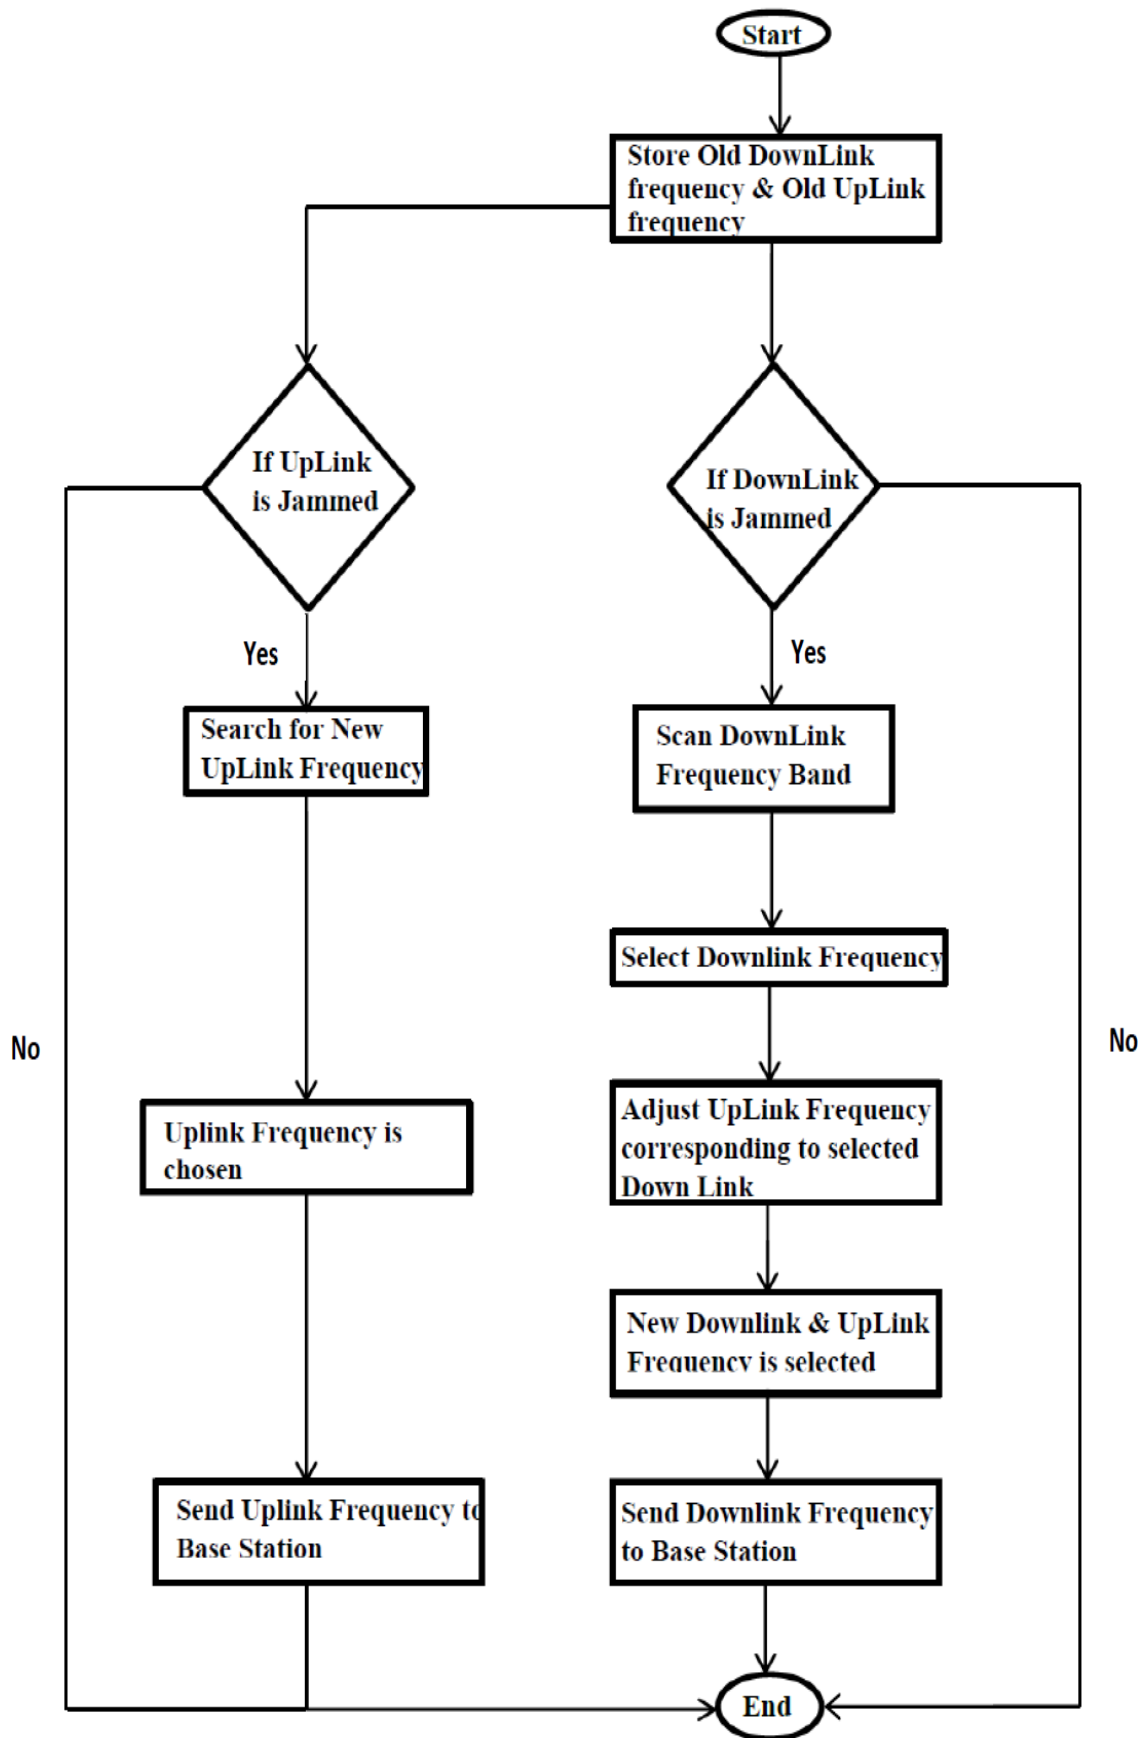 Start
Store Old DownLink
frequency & Old UpLink
frequency
If UpLink
is Jammed
If DownLink
is Jammed
Yes
Yes
Search for New
UpLink Frequency
Scan DownLink
Frequency Band
Select Downlink Frequency
No
No
Uplink Frequency is
chosen
Adjust UpLink Frequency
corresponding to selected
Down Link
New Downlink & UpLink
Frequency is selected
Send Uplink Frequency to
Base Station
Send Downlink Frequency
to Base Station
End